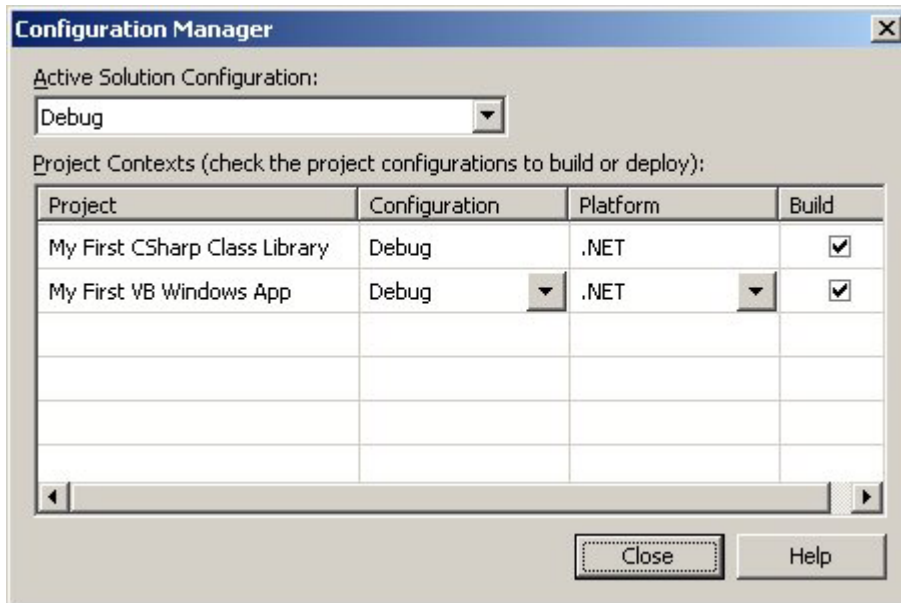 Configuration Manager
Active Solution Configuration:
Debug
Project Contexts (check the project configurations to build or deploy):
Project Configuration Platform Build
My First CSharp Class Library Debug .NET
My First VB Windows App Debug .NET
Close Help